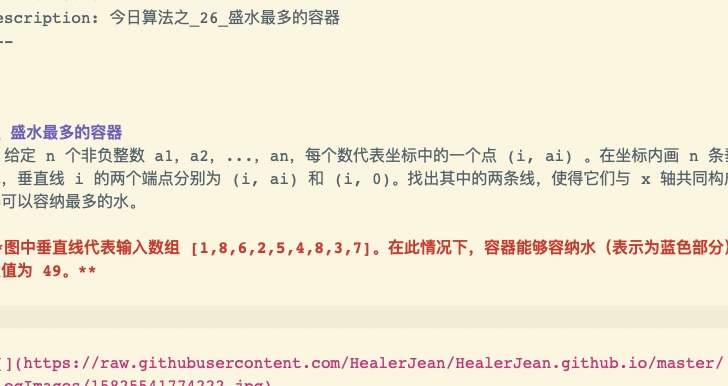 escription: 今日算法之_26_盛水最多的容器
--
盛水最多的容器
给定 n 个非负整数 a1，a2，...，an，每个数代表坐标中的一个点 (i, ai) 。在坐标内画 n 条
，垂直线 i 的两个端点分别为 (i, ai) 和 (i, 0)。找出其中的两条线，使得它们与 x 轴共同构成
可以容纳最多的水。
*图中垂直线代表输入数组 [1,8,6,2,5,4,8,3,7]。在此情况下，容器能够容纳水（表示为蓝色部分）
值为 49。**
](https://raw.githubusercontent.com/HealerJean/HealerJean.github.io/master/
ogImages/15825541774222.jpg)